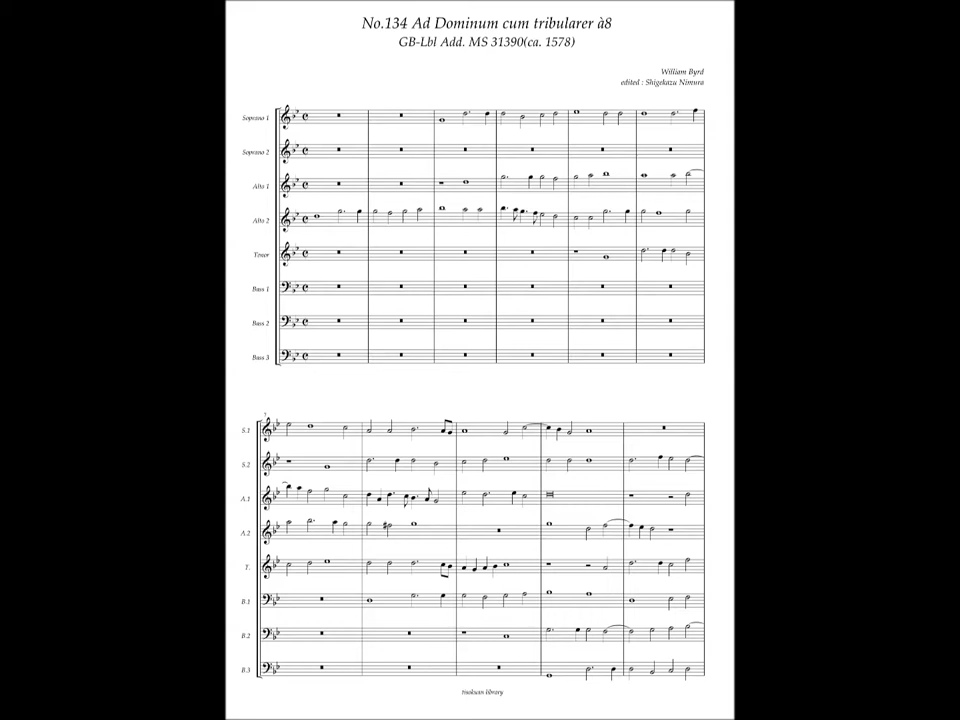 No.134 Ad Dominum cum tribularer à8
GB-Lbl Add. MS 31390(ca. 1578)
William Byrd
edited : Shigekazu Nimura
Soprano 1
Soprano 2
Alto 1
Alto 2
Tenor
Bass 1
Bass 2
Bass 3
7
S.1
S.2
A.1
A.2
T.
B.1
B.2
B.3